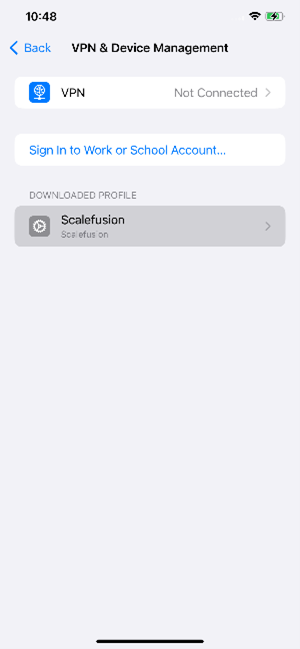 10:48
Back
VPN & Device Management
VPN
Not Connected
Sign In to Work or School Account...
DOWNLOADED PROFILE
Scalefusion
Scalefusion